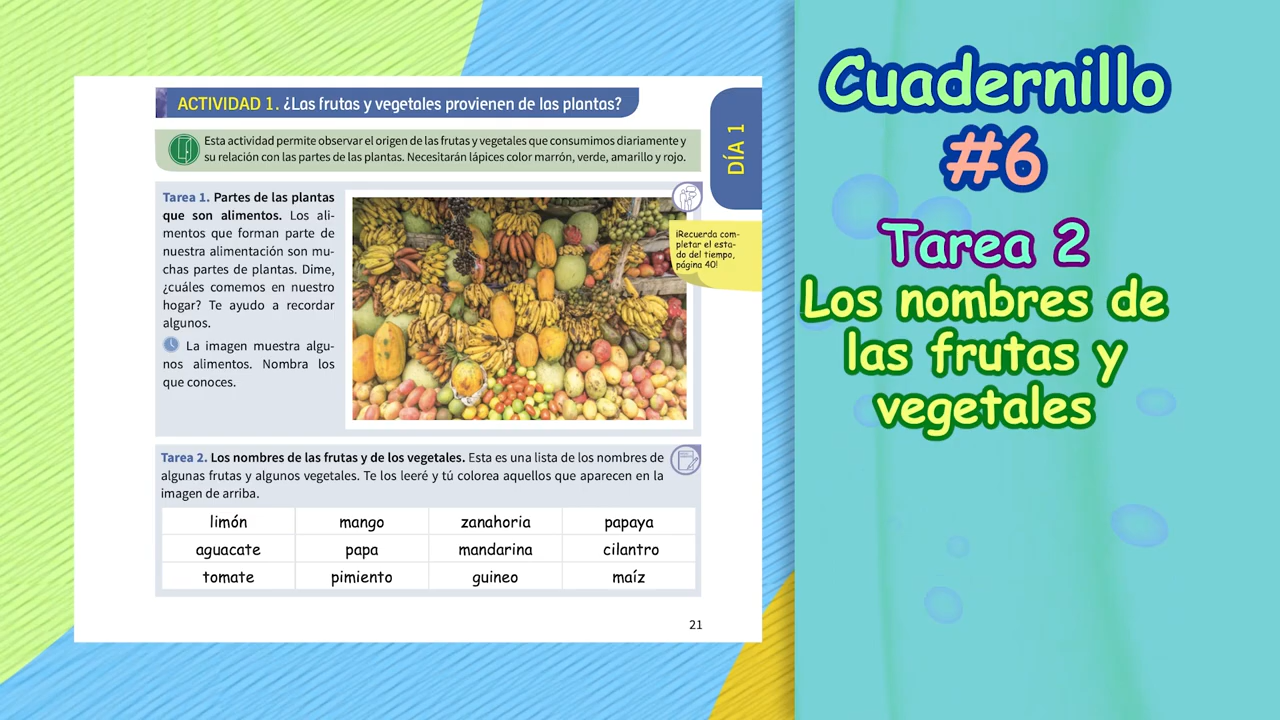 ACTIVIDAD 1. ¿Las frutas y vegetales provienen de las plantas?
DÍA 1
Esta actividad permite observar el origen de las frutas y vegetales que consumimos diariamente y
su relación con las partes de las plantas. Necesitarán lápices color marrón, verde, amarillo y rojo.
Tarea 1. Partes de las plantas
que son alimentos. Los ali-
mentos que forman parte de
nuestra alimentación son mu-
chas partes de plantas. Dime,
¿cuáles comemos en nuestro
hogar? Te ayudo a recordar
algunos.
La imagen muestra algu-
nos alimentos. Nombra los
que conoces.
¡Recuerda com-
pletar el esta-
do del tiempo,
página 40!
Tarea 2. Los nombres de las frutas y de los vegetales. Esta es una lista de los nombres de
algunas frutas y algunos vegetales. Te los leeré y tú colorea aquellos que aparecen en la
imagen de arriba.
limón mango zanahoria papaya
aguacate papa mandarina cilantro
tomate pimiento guineo maíz
21
Cuadernillo
#6
Tarea 2
Los nombres de
las frutas y
vegetales